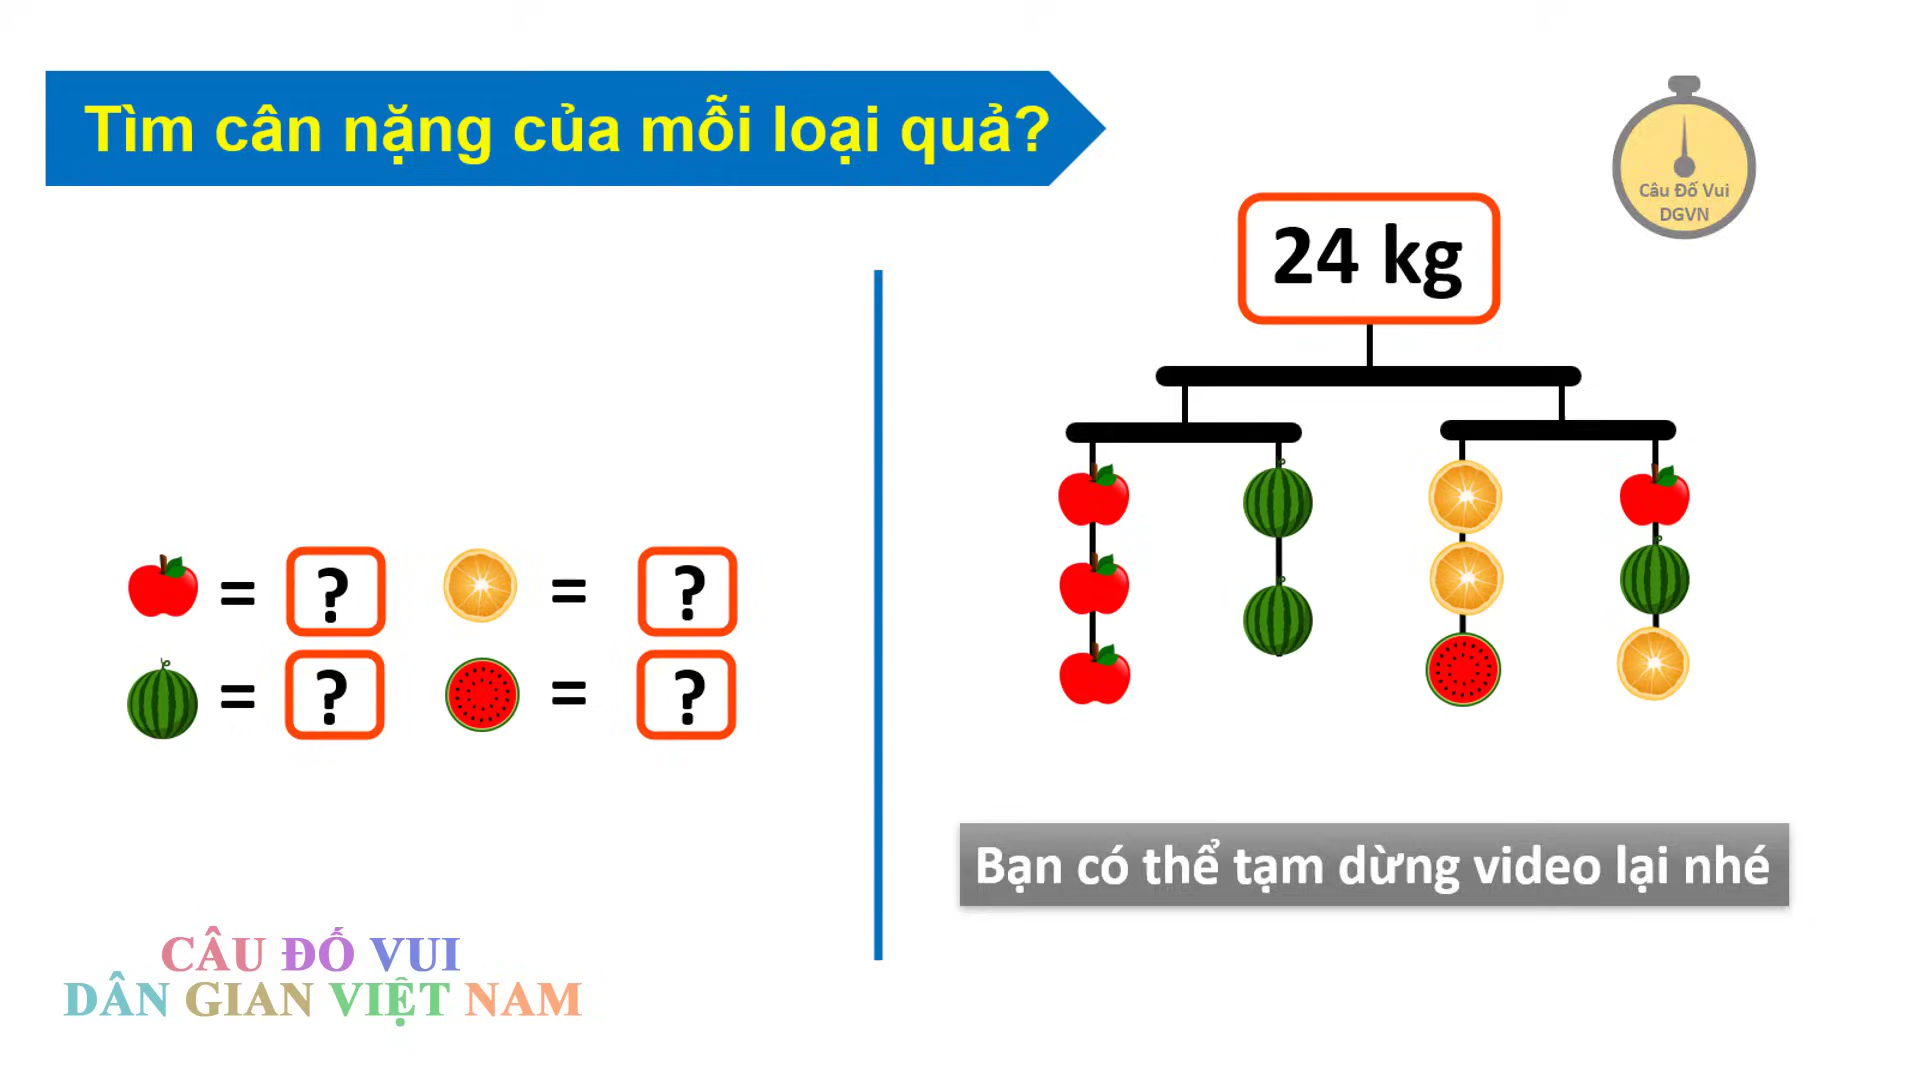 Tìm cân nặng của mỗi loại quả?
Câu Đố Vui
DGVN
24 kg
= ? = ?
= ? = ?
Bạn có thể tạm dừng video lại nhé
CÂU ĐỐ VUI
DÂN GIAN VIỆT NAM